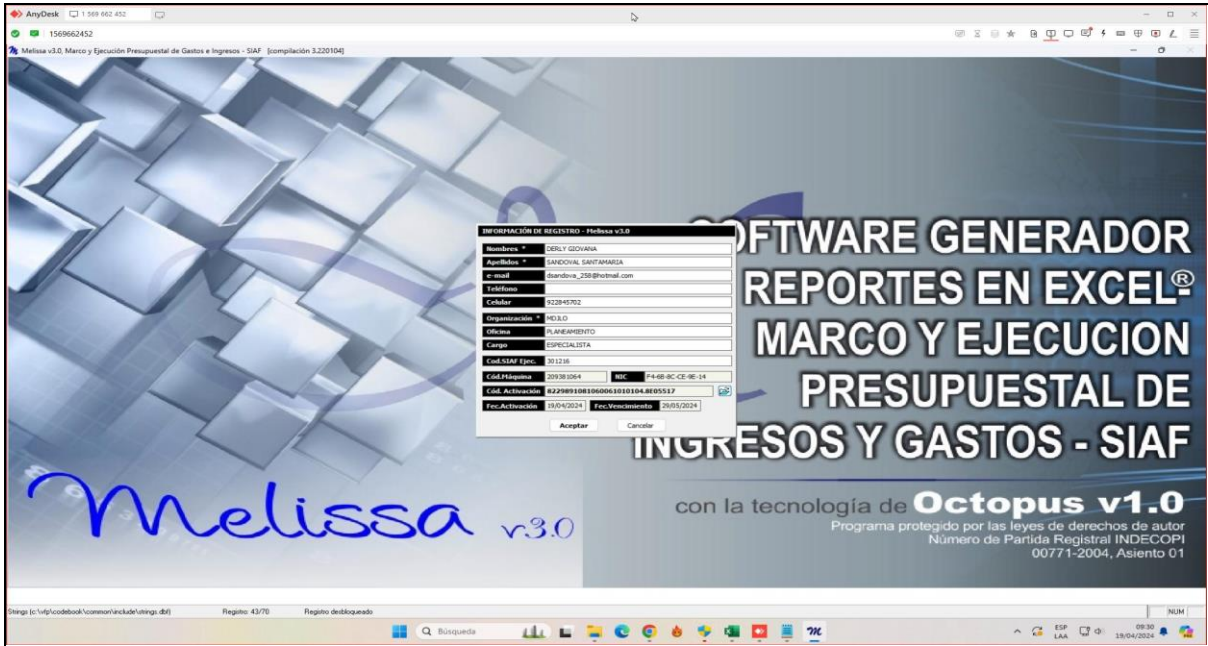 AnyDesk 1 569 662 452
1569662452
Melissa v3.0, Marco y Ejecución Presupuestal de Gastos e Ingresos - SIAF [compilación 3.220104]
SOFTWARE GENERADOR
REPORTES EN EXCEL®
MARCO Y EJECUCION
PRESUPUESTAL DE
INGRESOS Y GASTOS - SIAF
INFORMACIÓN DE REGISTRO - Melissa v3.0
Nombres * DERLY GIOVANA
Apellidos * SANDOVAL SANTAMARIA
e-mail dsandova_258@hotmail.com
Teléfono
Celular 922845702
Organización * MDJLO
Oficina PLANEAMIENTO
Cargo ESPECIALISTA
Cod.SIAF Ejec. 301216
Cód.Máquina 209381064 NIC F4-6B-8C-CE-9E-14
Cód. Activación 8229891081060061010104.8E05517
Fec.Activación 19/04/2024 Fec.Vencimiento 29/05/2024
Aceptar Cancelar
Melissa v3.0
con la tecnología de Octopus v1.0
Programa protegido por las leyes de derechos de autor
Número de Partida Registral INDECOPI
00771-2004, Asiento 01
Strings (c:\vfp\codebook\common\include\strings.dbf) Registro: 43/70 Registro desbloqueado NUM
Búsqueda ESP LAA 09:30 19/04/2024